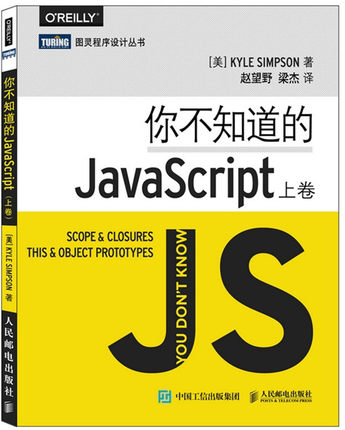 O'REILLY®
TURING 图灵程序设计丛书
[美] KYLE SIMPSON 著
赵望野 梁杰 译
你不知道的
JavaScript 上卷
SCOPE & CLOSURES
THIS & OBJECT PROTOTYPES
YOU DON'T KNOW
JS
中国工信出版集团
人民邮电出版社
POSTS & TELECOM PRESS
O'REILLY®
TURING
你不知道的JavaScript(上卷)
[美] KYLE SIMPSON 著
人民邮电出版社